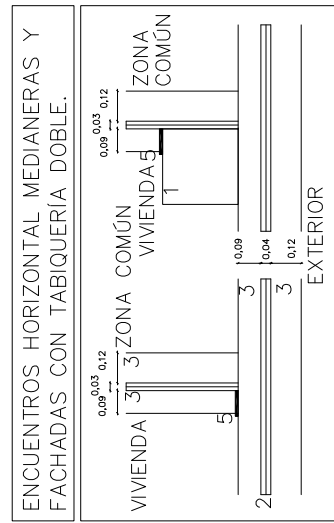 ENCUENTROS HORIZONTAL MEDIANERAS Y
FACHADAS CON TABIQUERÍA DOBLE.
VIVIENDA
ZONA COMÚN
0,09
0,03
0,12
3
3
5
VIVIENDA
ZONA
COMÚN
0,09
0,03
0,12
5
1
2
3
3
0,09
0,04
0,12
EXTERIOR